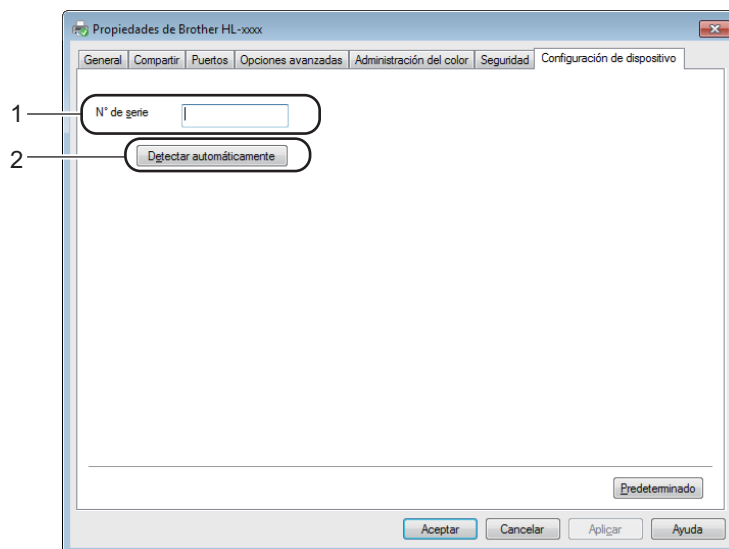 Propiedades de Brother HL-xxxx
General Compartir Puertos Opciones avanzadas Administración del color Seguridad Configuración de dispositivo
1 N° de serie
2 Detectar automáticamente
Predeterminado
Aceptar Cancelar Aplicar Ayuda